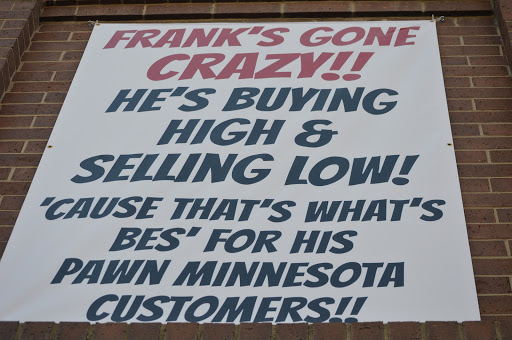 FRANK'S GONE
CRAZY!!
HE'S BUYING
HIGH &
SELLING LOW!
'CAUSE THAT'S WHAT'S
BES' FOR HIS
PAWN MINNESOTA
CUSTOMERS!!